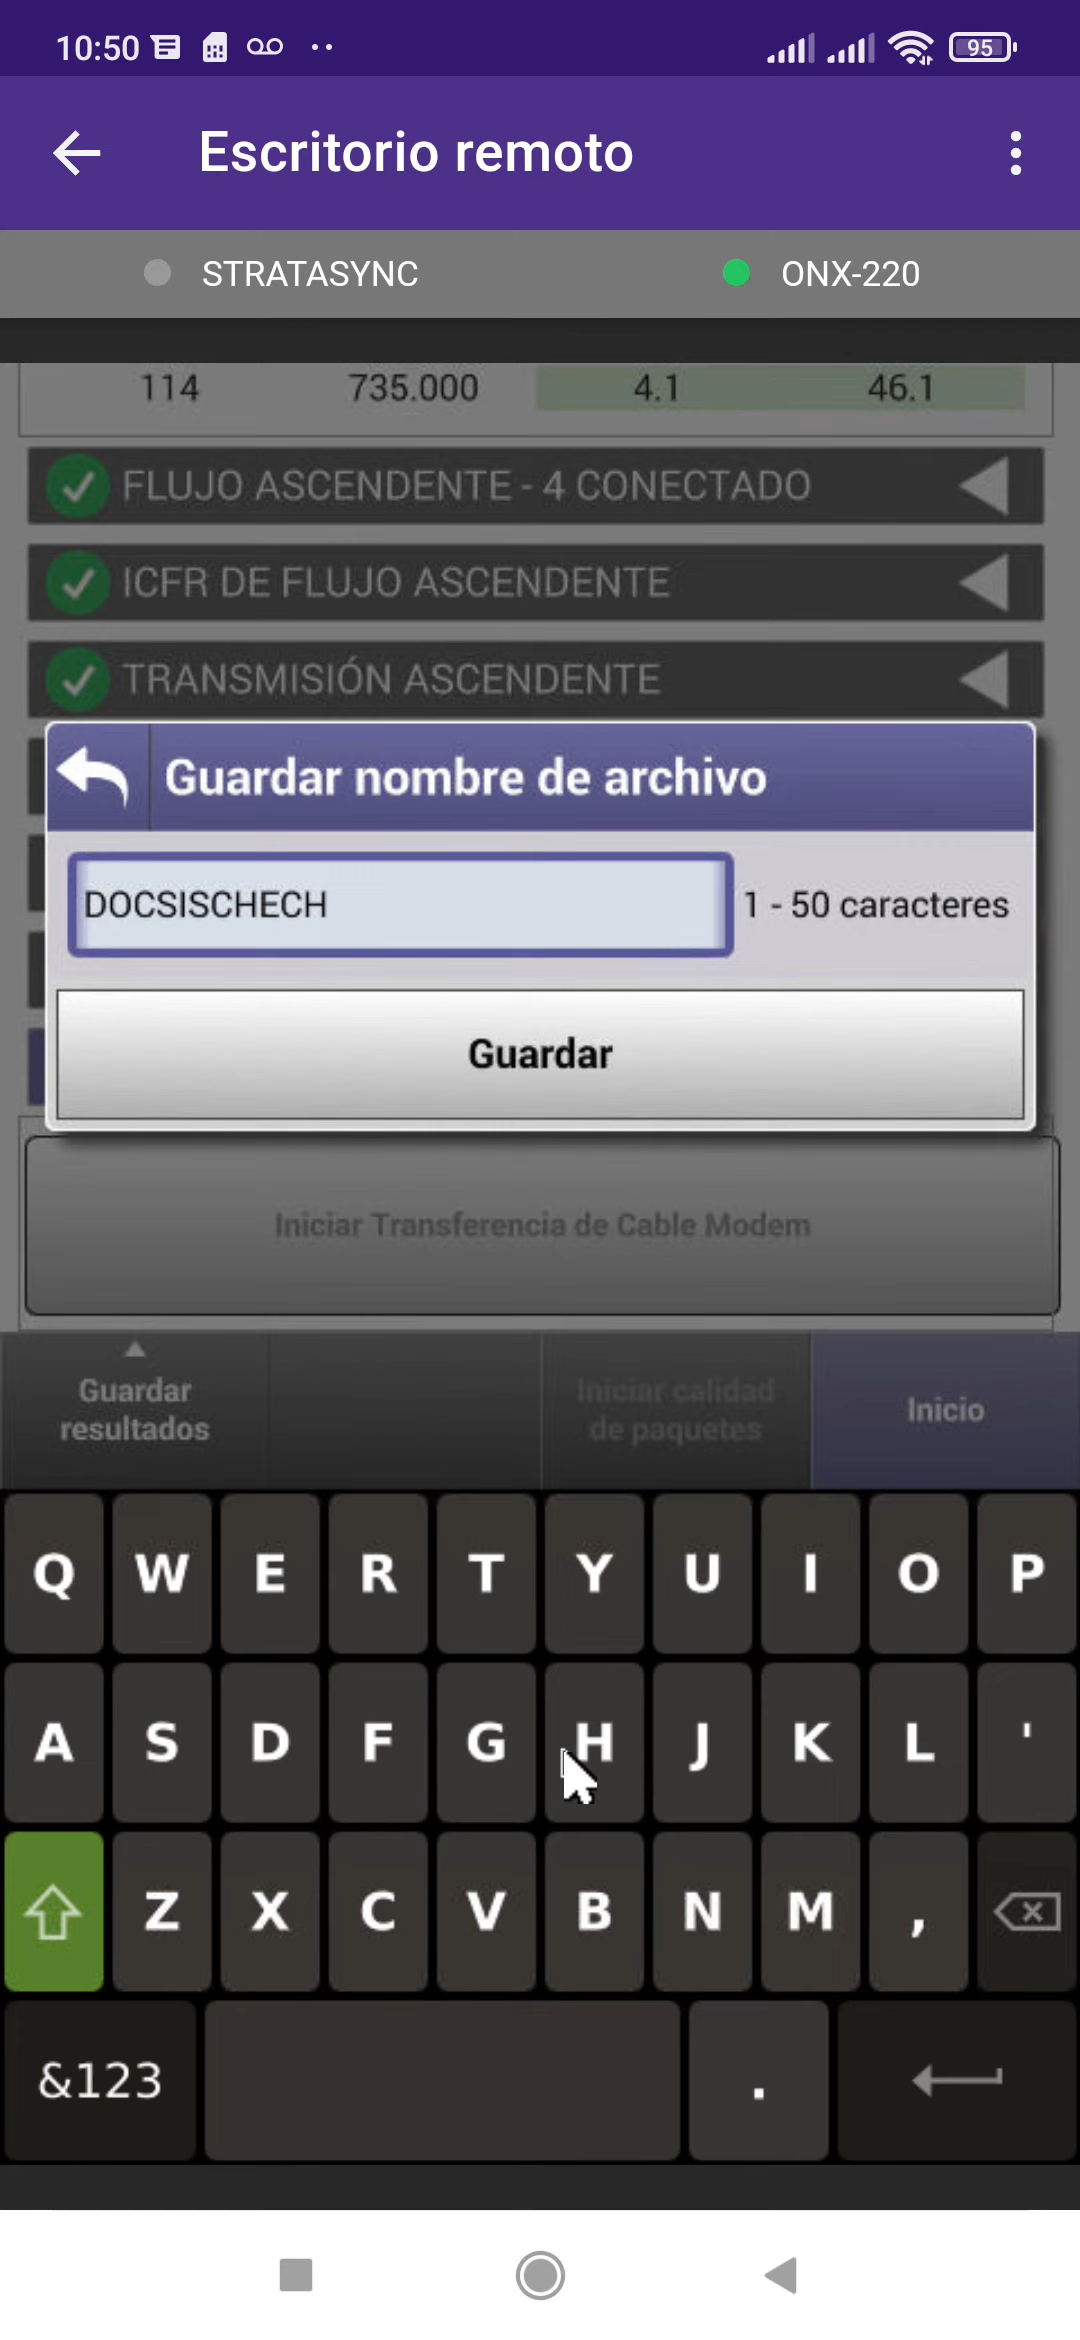 10:50
95
Escritorio remoto
STRATASYNC
ONX-220
114 735.000 4.1 46.1
FLUJO ASCENDENTE - 4 CONECTADO
ICFR DE FLUJO ASCENDENTE
TRANSMISIÓN ASCENDENTE
Guardar nombre de archivo
DOCSISCHECH
1 - 50 caracteres
Guardar
Iniciar Transferencia de Cable Modem
Guardar
resultados
Iniciar calidad
de paquetes
Inicio
Q W E R T Y U I O P
A S D F G H J K L '
Z X C V B N M ,
&123 .